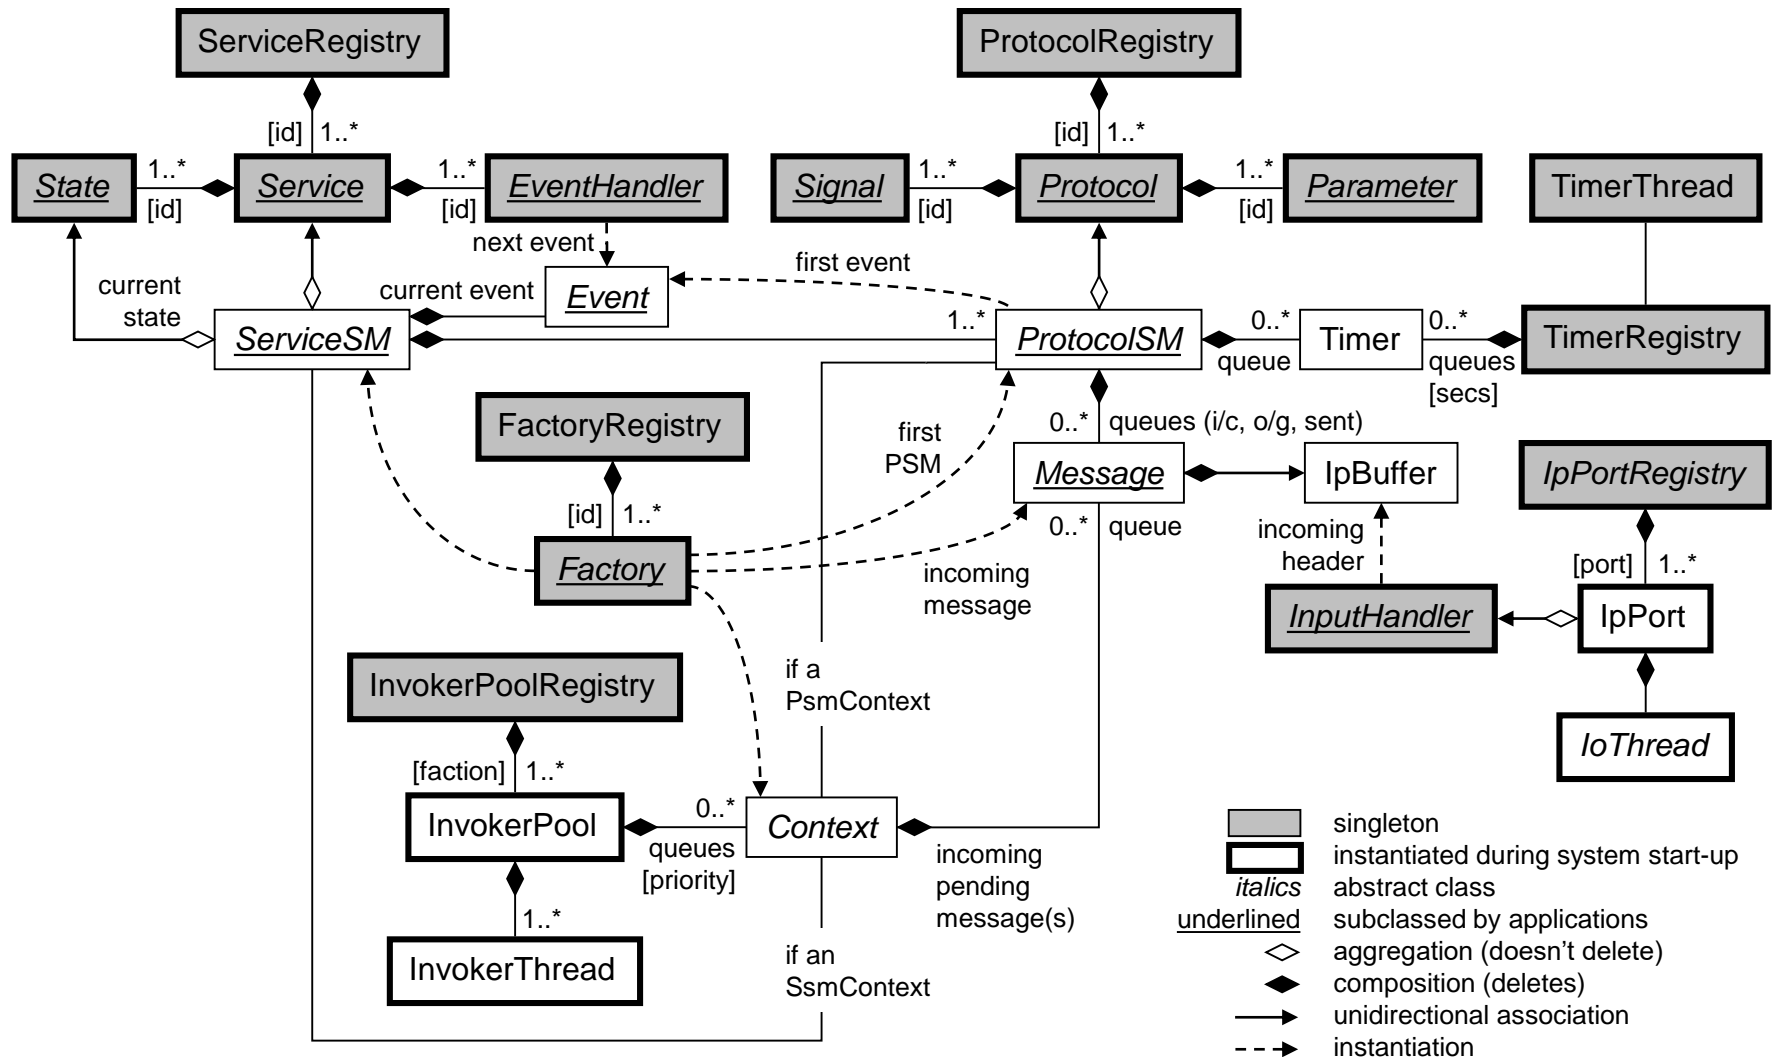 ServiceRegistry
ProtocolRegistry
[id] 1..*
[id] 1..*
State
1..*
[id]
Service
1..*
[id]
EventHandler
Signal
1..*
[id]
Protocol
1..*
[id]
Parameter
TimerThread
next event
first event
current
state
current event
Event
ServiceSM
1..*
ProtocolSM
0..*
queue
Timer
0..*
queues
[secs]
TimerRegistry
FactoryRegistry
first
PSM
0..* queues (i/c, o/g, sent)
Message
IpBuffer
IpPortRegistry
[id] 1..*
0..* queue
incoming
header
Factory
incoming
message
[port] 1..*
InputHandler
IpPort
InvokerPoolRegistry
if a
PsmContext
IoThread
[faction] 1..*
InvokerPool
0..*
queues
[priority]
Context
incoming
pending
message(s)
1..*
InvokerThread
if an
SsmContext
singleton
instantiated during system start-up
italics abstract class
underlined subclassed by applications
aggregation (doesn't delete)
composition (deletes)
unidirectional association
instantiation